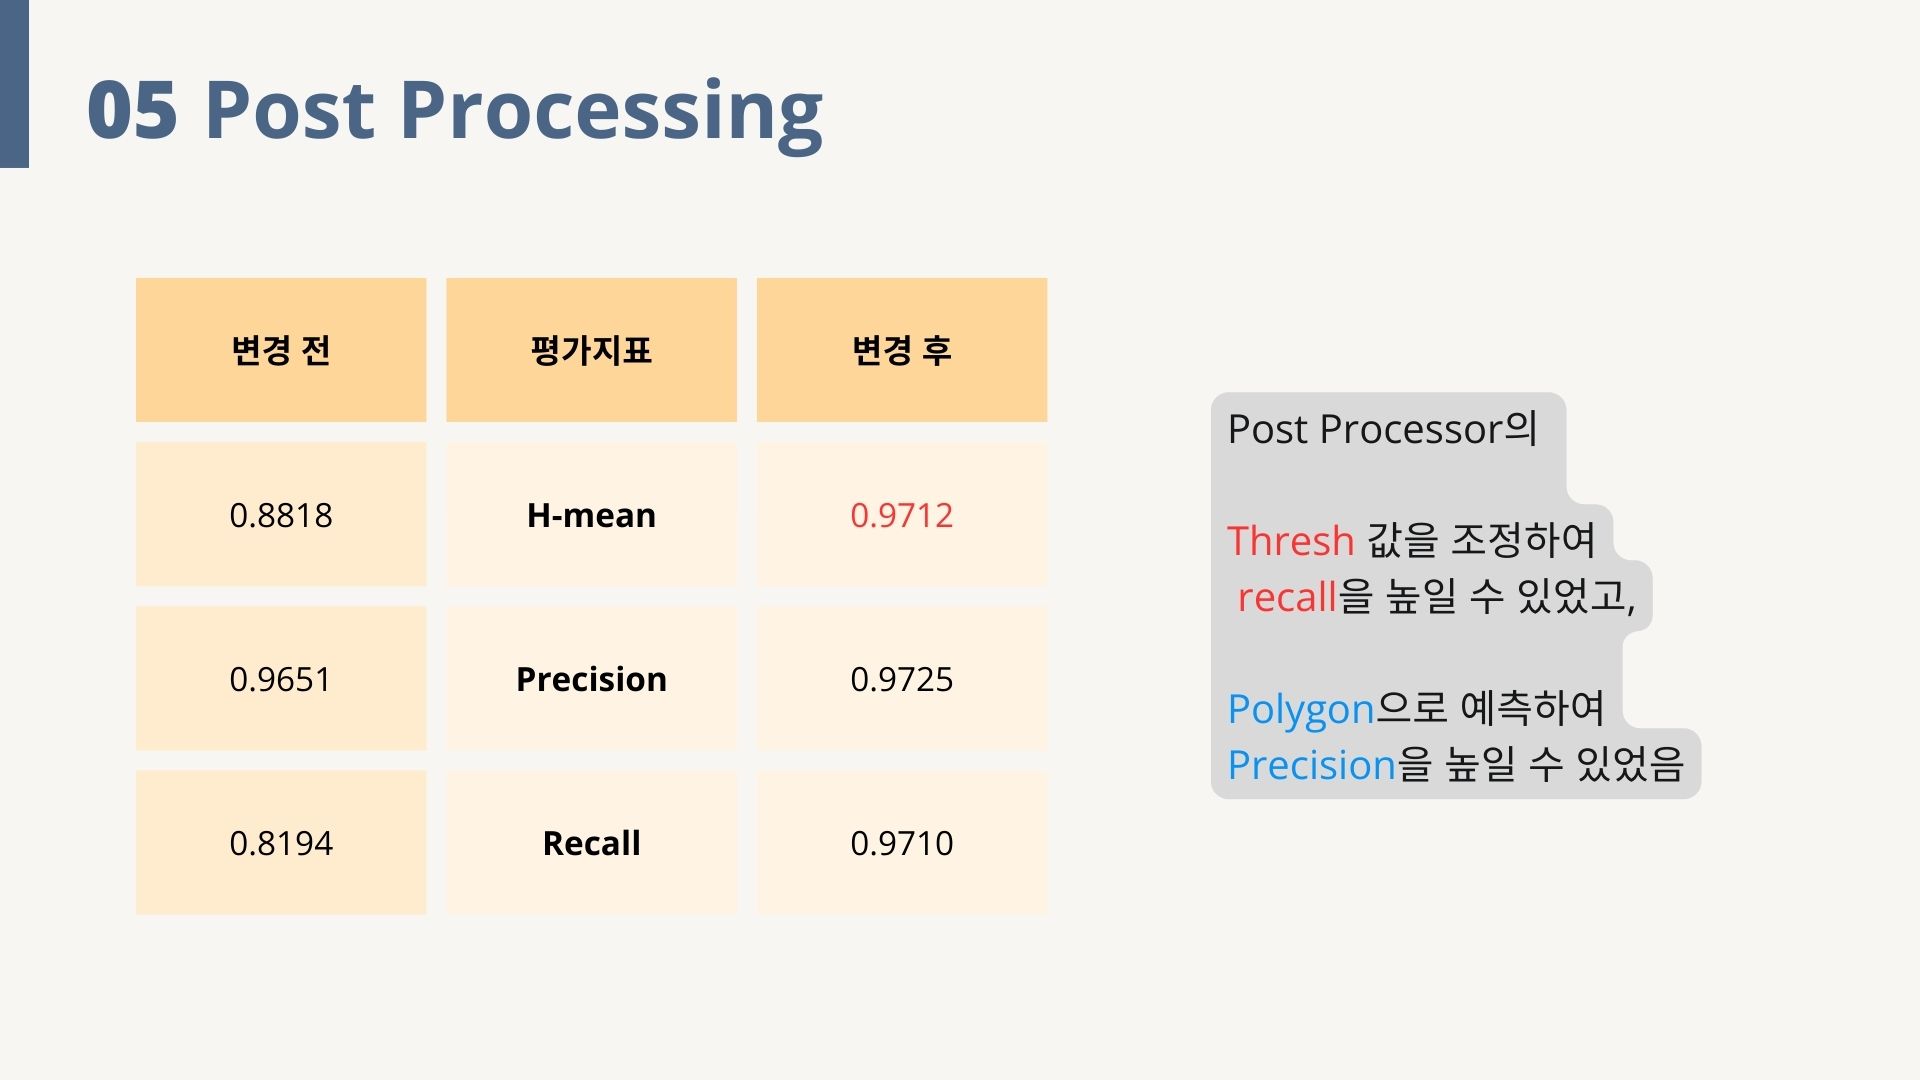 05 Post Processing
변경 전 평가지표 변경 후
0.8818 H-mean 0.9712
0.9651 Precision 0.9725
0.8194 Recall 0.9710
Post Processor의
Thresh 값을 조정하여
recall을 높일 수 있었고,
Polygon으로 예측하여
Precision을 높일 수 있었음